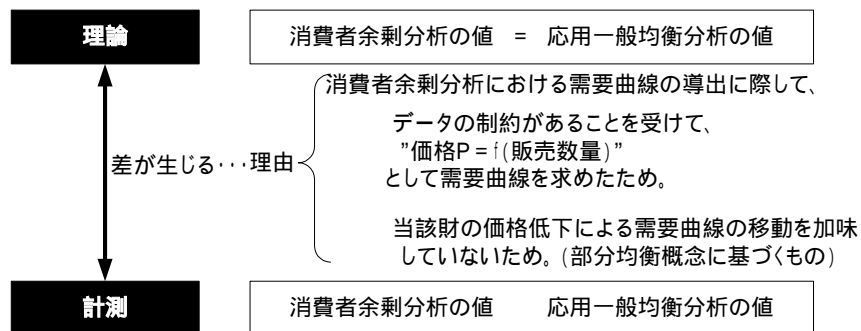 理論
消費者余剰分析の値 = 応用一般均衡分析の値
消費者余剰分析における需要曲線の導出に際して、
データの制約があることを受けて、
"価格P = f(販売数量)"
として需要曲線を求めたため。
差が生じる・・・理由
当該財の価格低下による需要曲線の移動を加味
していないため。(部分均衡概念に基づくもの)
計測
消費者余剰分析の値 応用一般均衡分析の値